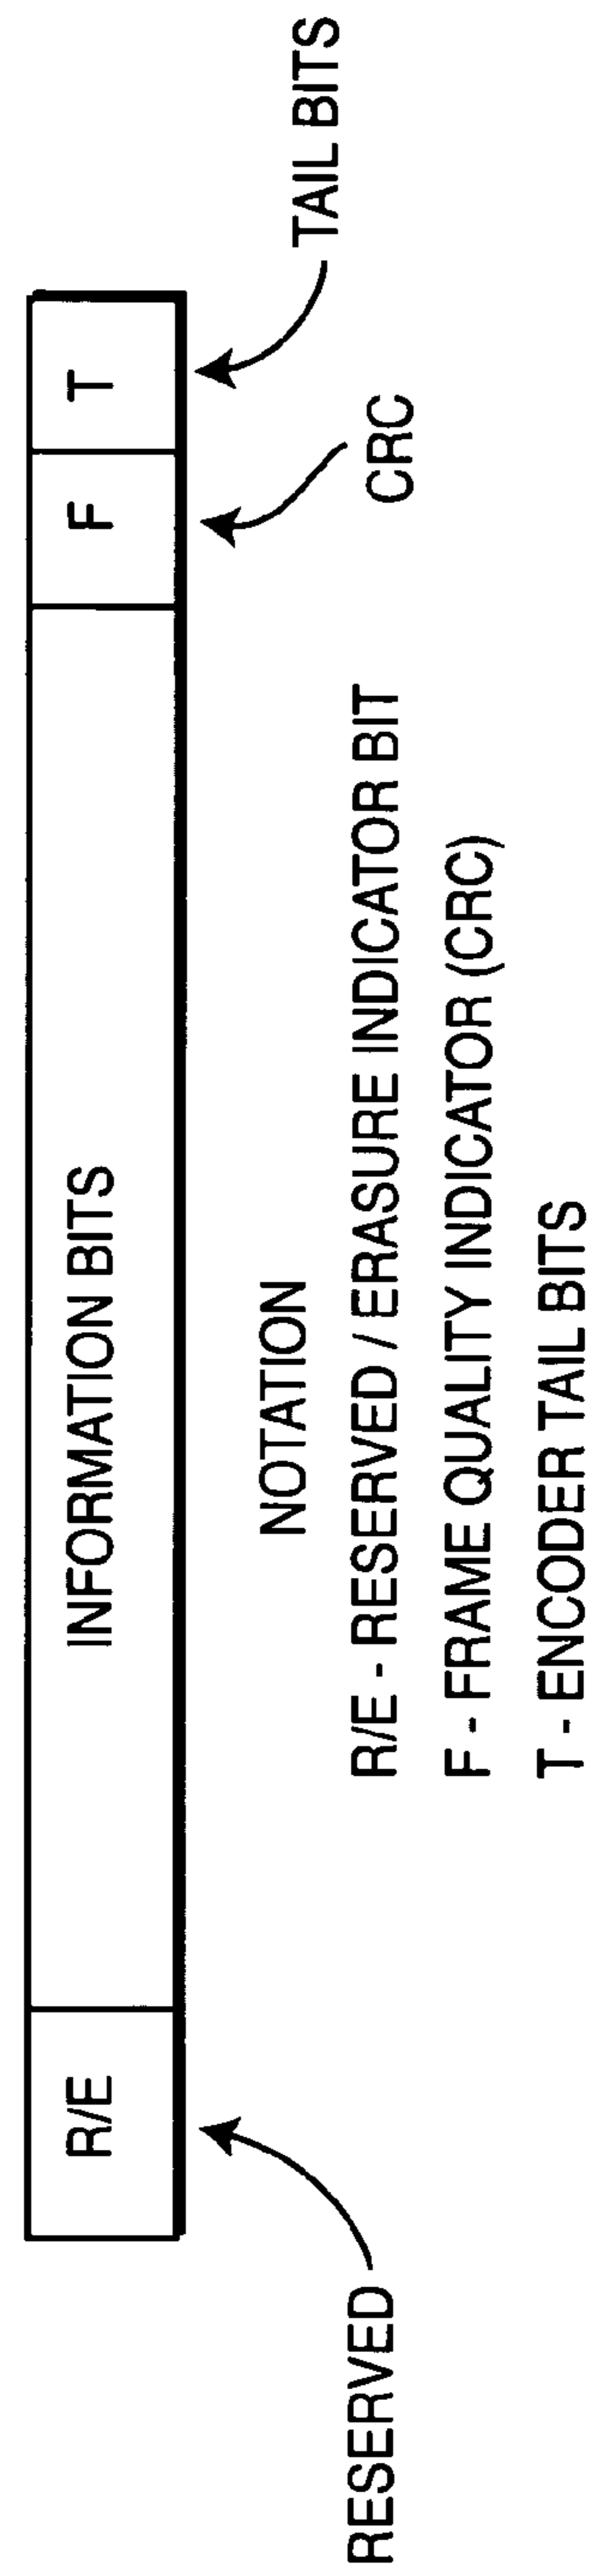 R/E
INFORMATION BITS
F
T
RESERVED
CRC
TAIL BITS
NOTATION
R/E - RESERVED / ERASURE INDICATOR BIT
F - FRAME QUALITY INDICATOR (CRC)
T - ENCODER TAIL BITS